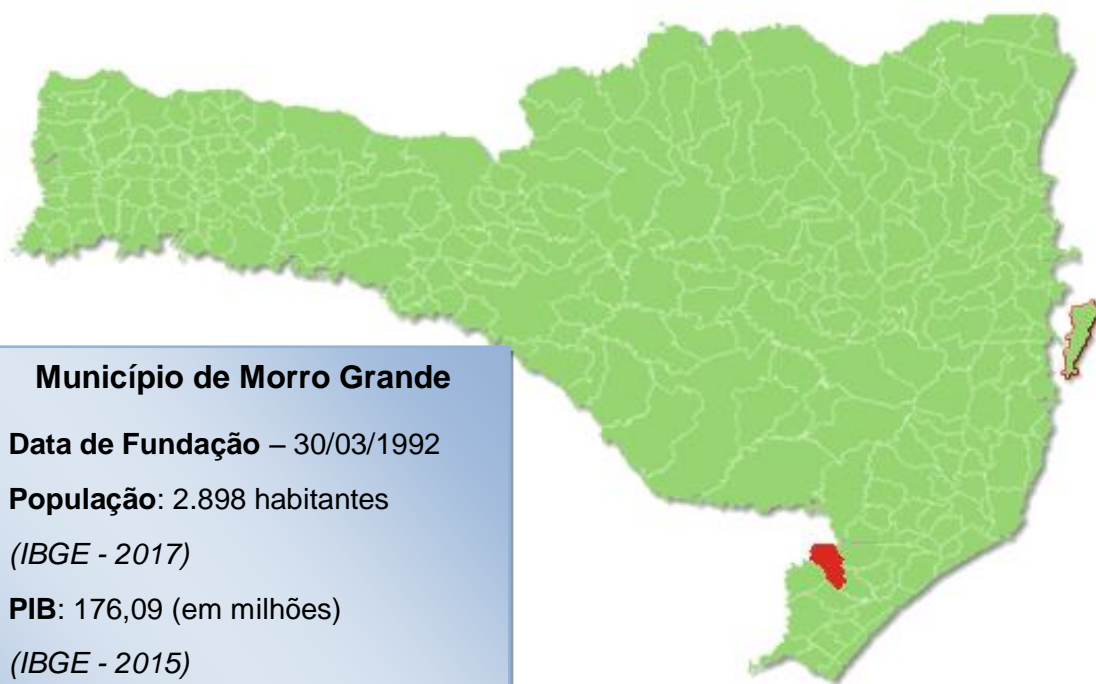 Município de Morro Grande
Data de Fundação – 30/03/1992
População: 2.898 habitantes
(IBGE - 2017)
PIB: 176,09 (em milhões)
(IBGE - 2015)